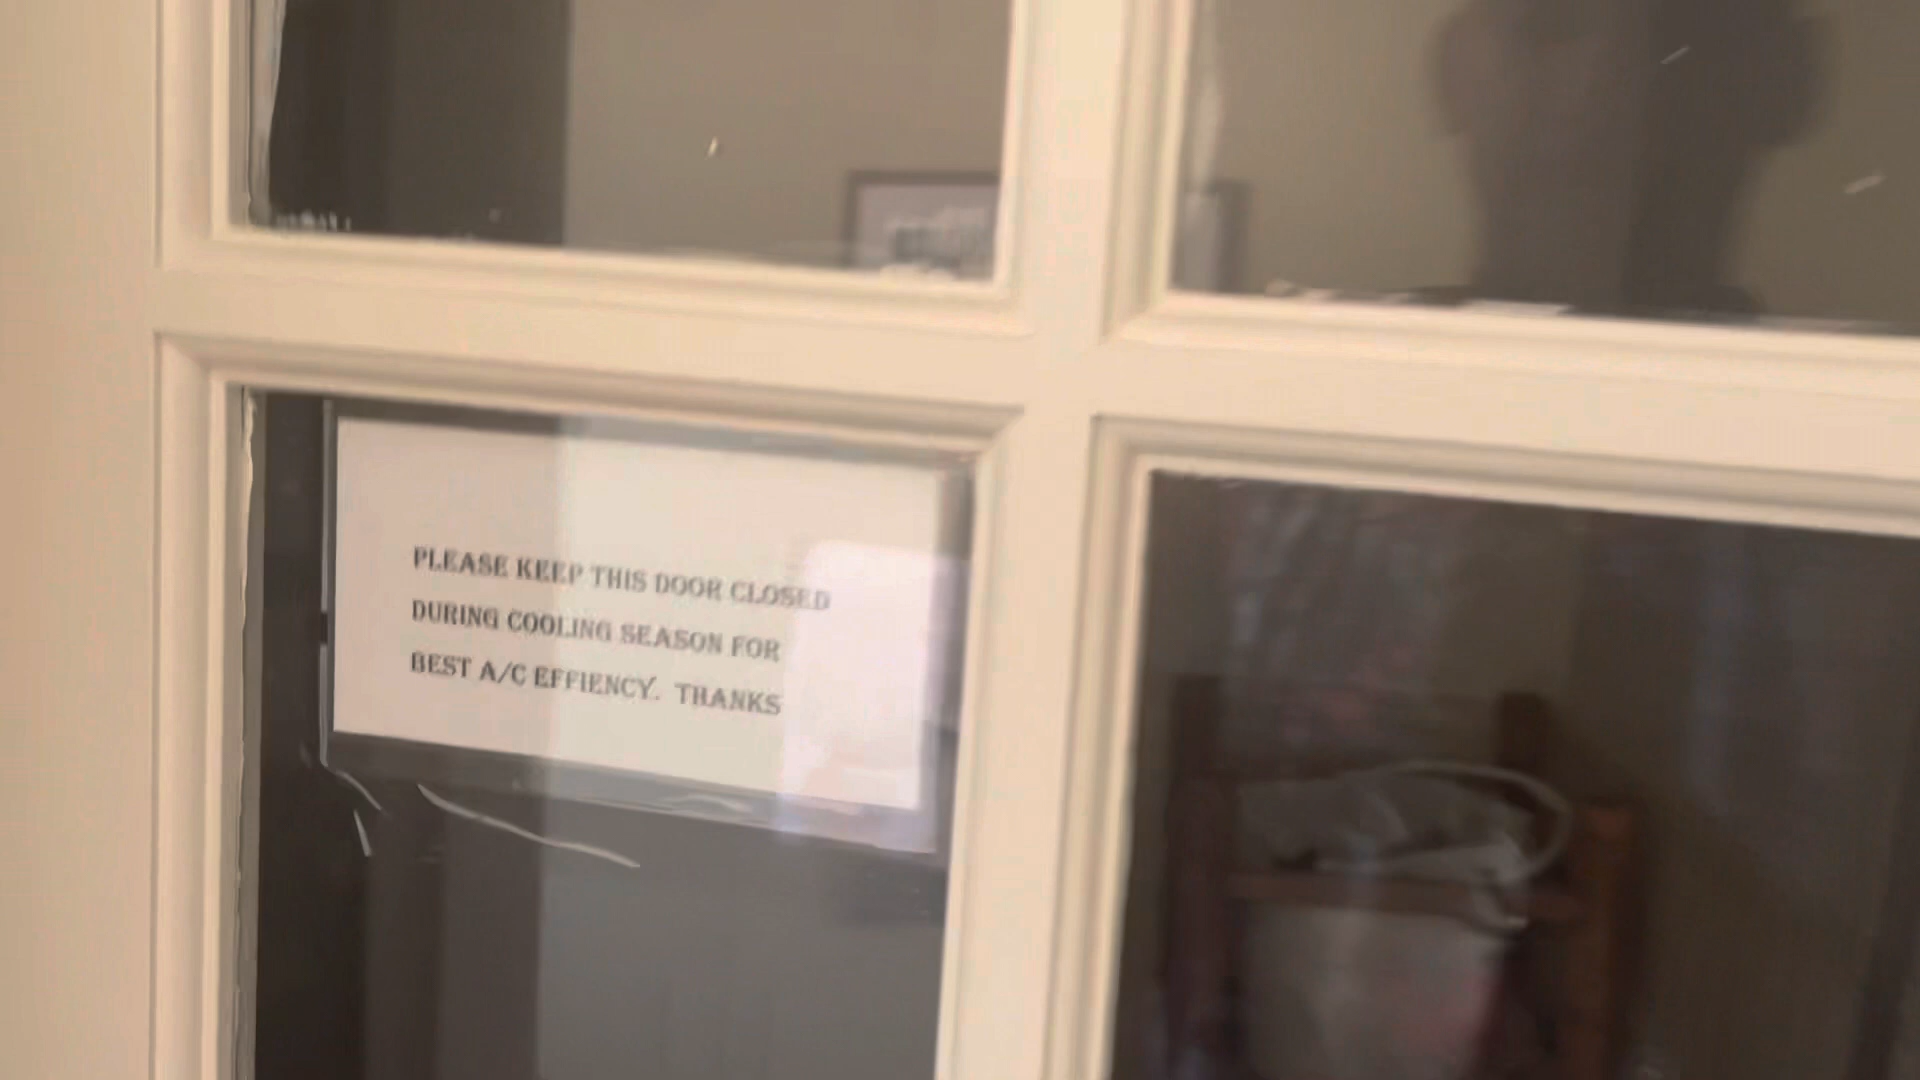 PLEASE KEEP THIS DOOR CLOSED
DURING COOLING SEASON FOR
BEST A/C EFFIENCY. THANKS